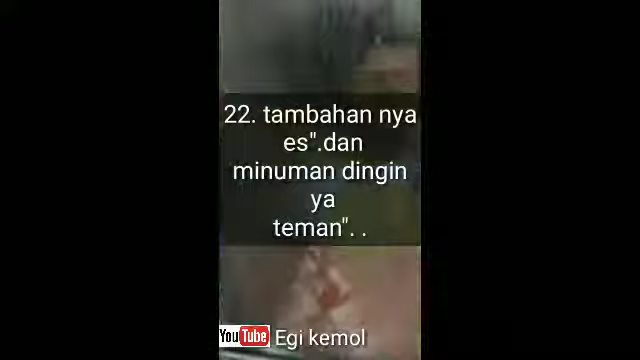 22. tambahan nya
es".dan
minuman dingin
ya
teman". .
YouTube Egi kemol